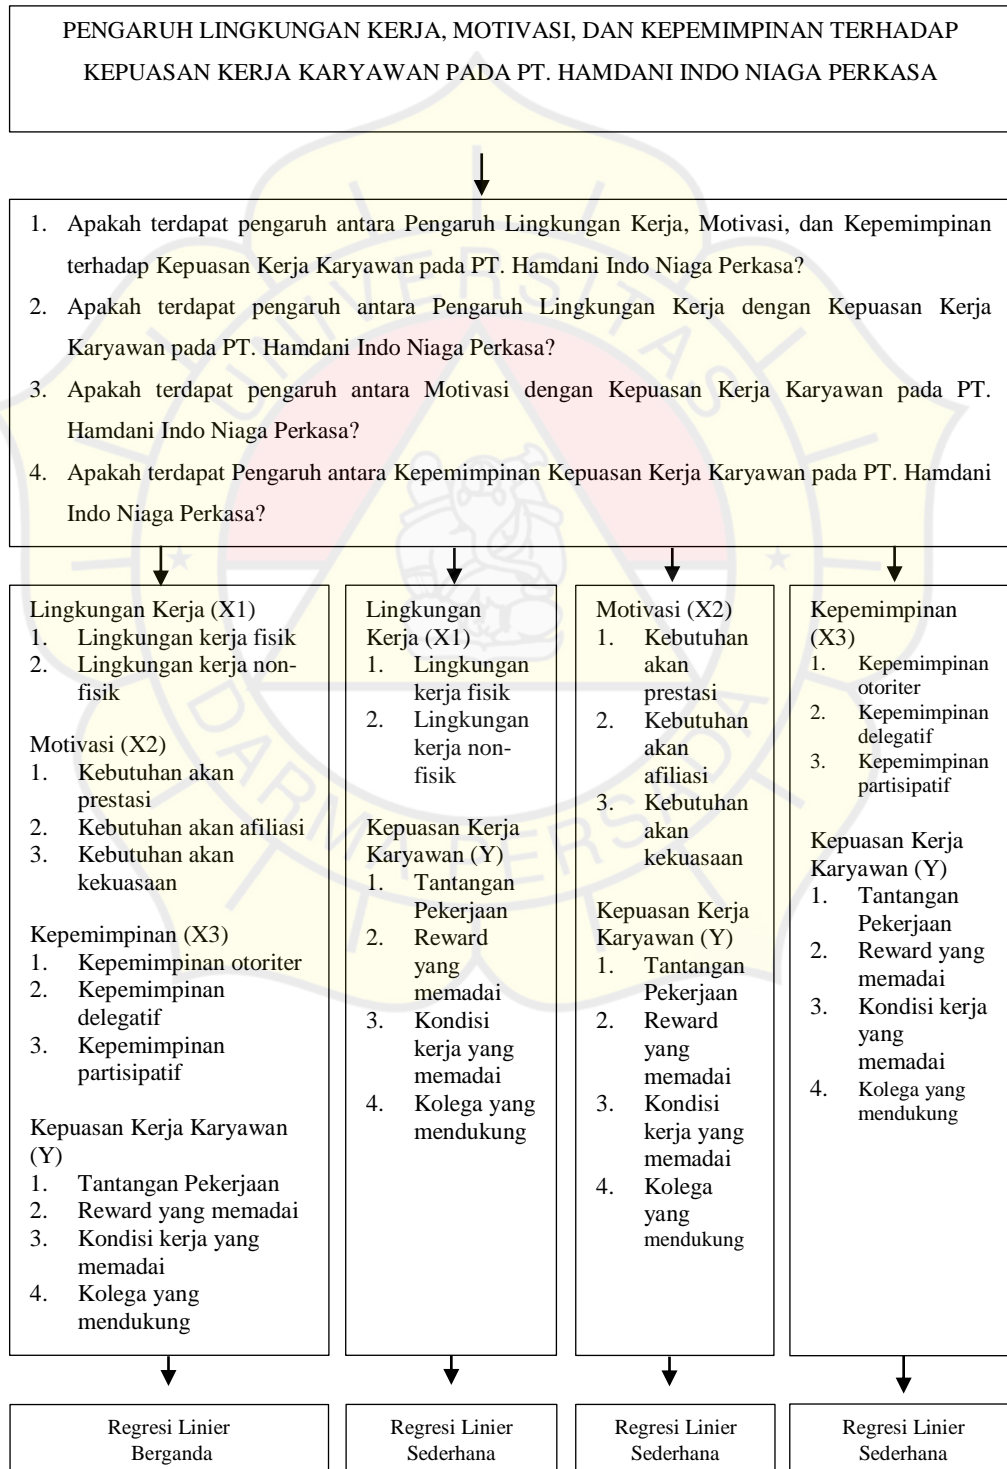 PENGARUH LINGKUNGAN KERJA, MOTIVASI, DAN KEPEMIMPINAN TERHADAP
KEPUASAN KERJA KARYAWAN PADA PT. HAMDANI INDO NIAGA PERKASA
1. Apakah terdapat pengaruh antara Pengaruh Lingkungan Kerja, Motivasi, dan Kepemimpinan
terhadap Kepuasan Kerja Karyawan pada PT. Hamdani Indo Niaga Perkasa?
2. Apakah terdapat pengaruh antara Pengaruh Lingkungan Kerja dengan Kepuasan Kerja
Karyawan pada PT. Hamdani Indo Niaga Perkasa?
3. Apakah terdapat pengaruh antara Motivasi dengan Kepuasan Kerja Karyawan pada PT.
Hamdani Indo Niaga Perkasa?
4. Apakah terdapat Pengaruh antara Kepemimpinan Kepuasan Kerja Karyawan pada PT. Hamdani
Indo Niaga Perkasa?
Lingkungan Kerja (X1)
1. Lingkungan kerja fisik
2. Lingkungan kerja non-
fisik
Motivasi (X2)
1. Kebutuhan akan
prestasi
2. Kebutuhan akan afiliasi
3. Kebutuhan akan
kekuasaan
Kepemimpinan (X3)
1. Kepemimpinan otoriter
2. Kepemimpinan
delegatif
3. Kepemimpinan
partisipatif
Kepuasan Kerja Karyawan
(Y)
1. Tantangan Pekerjaan
2. Reward yang memadai
3. Kondisi kerja yang
memadai
4. Kolega yang
mendukung
Lingkungan
Kerja (X1)
1. Lingkungan
kerja fisik
2. Lingkungan
kerja non-
fisik
Kepuasan Kerja
Karyawan (Y)
1. Tantangan
Pekerjaan
2. Reward
yang
memadai
3. Kondisi
kerja yang
memadai
4. Kolega yang
mendukung
Motivasi (X2)
1. Kebutuhan
akan
prestasi
2. Kebutuhan
akan
afiliasi
3. Kebutuhan
akan
kekuasaan
Kepuasan Kerja
Karyawan (Y)
1. Tantangan
Pekerjaan
2. Reward
yang
memadai
3. Kondisi
kerja yang
memadai
4. Kolega
yang
mendukung
Kepemimpinan
(X3)
1. Kepemimpinan
otoriter
2. Kepemimpinan
delegatif
3. Kepemimpinan
partisipatif
Kepuasan Kerja
Karyawan (Y)
1. Tantangan
Pekerjaan
2. Reward yang
memadai
3. Kondisi kerja
yang
memadai
4. Kolega yang
mendukung
Regresi Linier
Berganda
Regresi Linier
Sederhana
Regresi Linier
Sederhana
Regresi Linier
Sederhana
UNIVERSITAS
DARMA PERSADA